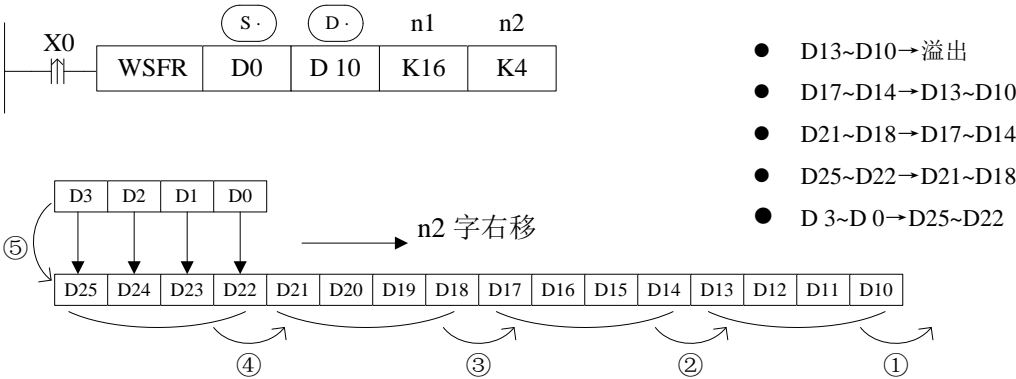 S · D · n1 n2
X0
WSFR D0 D 10 K16 K4
● D13~D10→溢出
● D17~D14→D13~D10
● D21~D18→D17~D14
● D25~D22→D21~D18
● D 3~D 0→D25~D22
D3 D2 D1 D0
n2 字右移
⑤
D25 D24 D23 D22 D21 D20 D19 D18 D17 D16 D15 D14 D13 D12 D11 D10
④ ③ ② ①